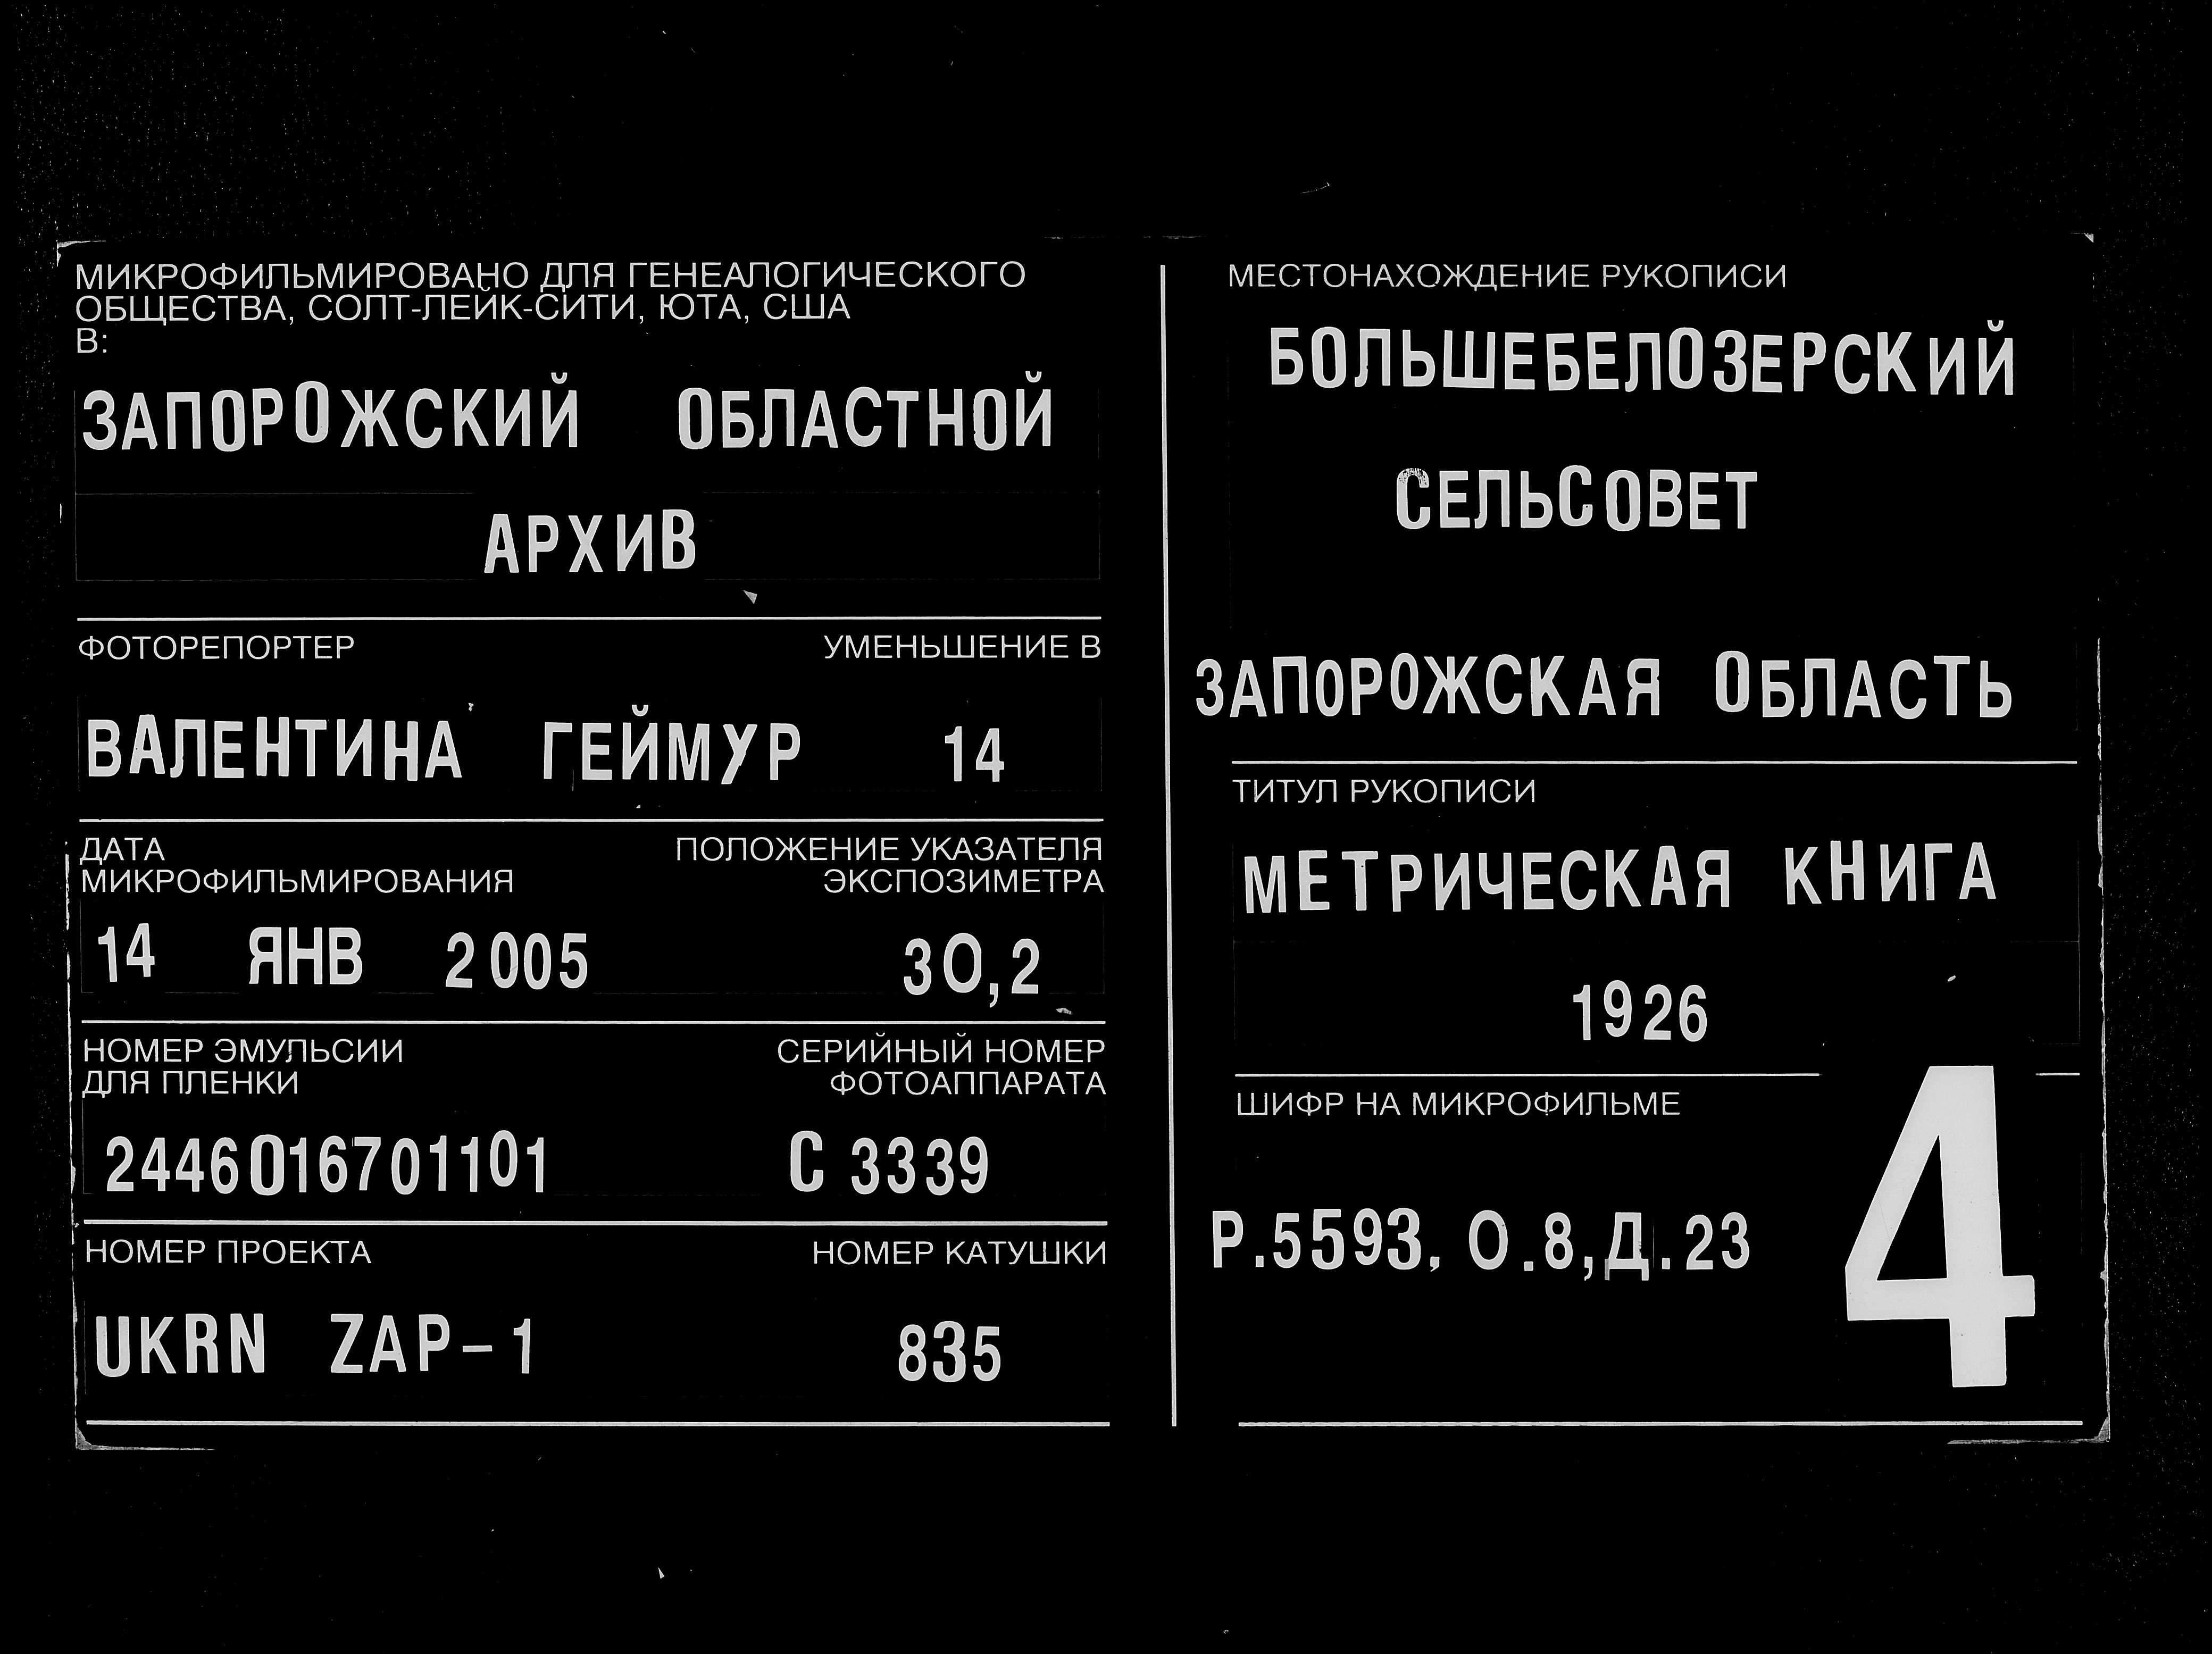 МИКРОФИЛЬМИРОВАНО ДЛЯ ГЕНЕАЛОГИЧЕСКОГО
ОБЩЕСТВА, СОЛТ-ЛЕЙК-СИТИ, ЮТА, США
В:
ЗАПОРОЖСКИЙ ОБЛАСТНОЙ
АРХИВ
ФОТОРЕПОРТЕР УМЕНЬШЕНИЕ В
ВАЛЕНТИНА ГЕЙМУР 14
ДАТА ПОЛОЖЕНИЕ УКАЗАТЕЛЯ
МИКРОФИЛЬМИРОВАНИЯ ЭКСПОЗИМЕТРА
14 ЯНВ 2005 30,2
НОМЕР ЭМУЛЬСИИ СЕРИЙНЫЙ НОМЕР
ДЛЯ ПЛЕНКИ ФОТОАППАРАТА
2446016701101 С 3339
НОМЕР ПРОЕКТА НОМЕР КАТУШКИ
UKRN ZAP-1 835
МЕСТОНАХОЖДЕНИЕ РУКОПИСИ
БОЛЬШЕБЕЛОЗЕРСКИЙ
СЕЛЬСОВЕТ
ЗАПОРОЖСКАЯ ОБЛАСТЬ
ТИТУЛ РУКОПИСИ
МЕТРИЧЕСКАЯ КНИГА
1926
ШИФР НА МИКРОФИЛЬМЕ
Р.5593, О.8,Д.23
4